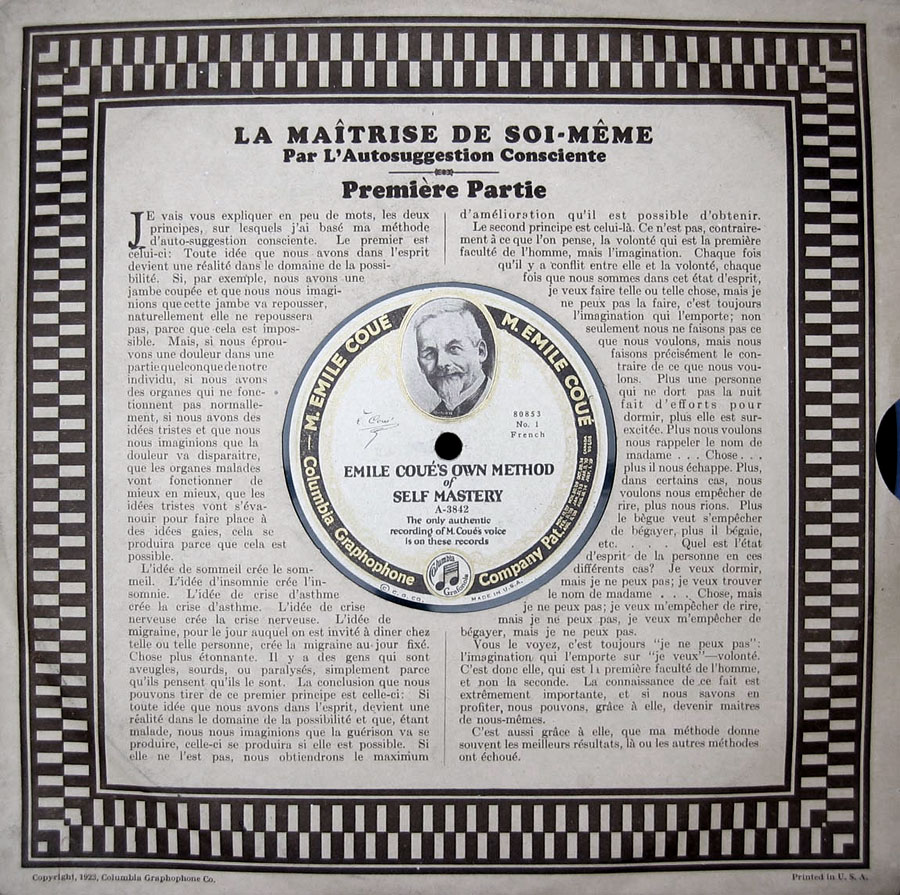 LA MAÎTRISE DE SOI-MÊME
Par L'Autosuggestion Consciente
Première Partie
JE vais vous expliquer en peu de mots, les deux
principes, sur lesquels j'ai basé ma méthode
d'auto-suggestion consciente. Le premier est
celui-ci: Toute idée que nous avons dans l'esprit
devient une réalité dans le domaine de la possi-
bilité. Si, par exemple, nous avons une
jambe coupée et que nous nous imagi-
nions que cette jambe va repousser,
naturellement elle ne repoussera
pas, parce que cela est impos-
sible. Mais, si nous éprou-
vons une douleur dans une
partie quelconque de notre
individu, si nous avons
des organes qui ne fonc-
tionnent pas normale-
ment, si nous avons des
idées tristes et que nous
nous imaginions que la
douleur va disparaître,
que les organes malades
vont fonctionner de
mieux en mieux, que les
idées tristes vont s'éva-
nouir pour faire place à
des idées gaies, cela se
produira parce que cela est
possible.
L'idée de sommeil crée le som-
meil. L'idée d'insomnie crée l'in-
somnie. L'idée de crise d'asthme
crée la crise d'asthme. L'idée de crise
nerveuse crée la crise nerveuse. L'idée de
migraine, pour le jour auquel on est invité à dîner chez
telle ou telle personne, crée la migraine au jour fixé.
Chose plus étonnante. Il y a des gens qui sont
aveugles, sourds, ou paralysés, simplement parce
qu'ils pensent qu'ils le sont. La conclusion que nous
pouvons tirer de ce premier principe est celle-ci: Si
toute idée que nous avons dans l'esprit, devient une
réalité dans le domaine de la possibilité et que, étant
malade, nous nous imaginions que la guérison va se
produire, celle-ci se produira si elle est possible. Si
elle ne l'est pas, nous obtiendrons le maximum
d'amélioration qu'il est possible d'obtenir.
Le second principe est celui-là. Ce n'est pas, contraire-
ment à ce que l'on pense, la volonté qui est la première
faculté de l'homme, mais l'imagination. Chaque fois
qu'il y a conflit entre elle et la volonté, chaque
fois que nous sommes dans cet état d'esprit,
je veux faire telle ou telle chose, mais je
ne peux pas la faire, c'est toujours
l'imagination qui l'emporte; non
seulement nous ne faisons pas ce
que nous voulons, mais nous
faisons précisément le con-
traire de ce que nous vou-
lons. Plus une personne
qui ne dort pas la nuit
fait d'efforts pour
dormir, plus elle est sur-
excitée. Plus nous voulons
nous rappeler le nom de
madame . . . Chose . . .
plus il nous échappe. Plus,
dans certains cas, nous
voulons nous empêcher de
rire, plus nous rions. Plus
le bègue veut s'empêcher
de bégayer, plus il bégaie,
etc. . . . Quel est l'état
d'esprit de la personne en ces
différents cas? Je veux dormir,
mais je ne peux pas; je veux trouver
le nom de madame . . . Chose, mais
je ne peux pas; je veux m'empêcher de rire,
mais je ne peux pas, je veux m'empêcher de
bégayer, mais je ne peux pas.
Vous le voyez, c'est toujours "je ne peux pas":
l'imagination qui l'emporte sur "je veux"—volonté.
C'est donc elle, qui est la première faculté de l'homme,
et non la seconde. La connaissance de ce fait est
extrêmement importante, et si nous savons en
profiter, nous pouvons, grâce à elle, devenir maitres
de nous-mêmes.
C'est aussi grâce à elle, que ma méthode donne
souvent les meilleurs résultats, là ou les autres méthodes
ont échoué.
M. EMILE COUÉ
M. EMILE COUÉ
E Coué
80853
No. 1
French
EMILE COUÉ'S OWN METHOD
of
SELF MASTERY
A-3842
The only authentic
recording of M. Coué's voice
is on these records
Columbia Graphophone Company
Pat.
Columbia
Grafonola
© C. G. CO.
MADE IN U.S.A.
Copyright, 1923, Columbia Graphophone Co.
Printed in U. S. A.